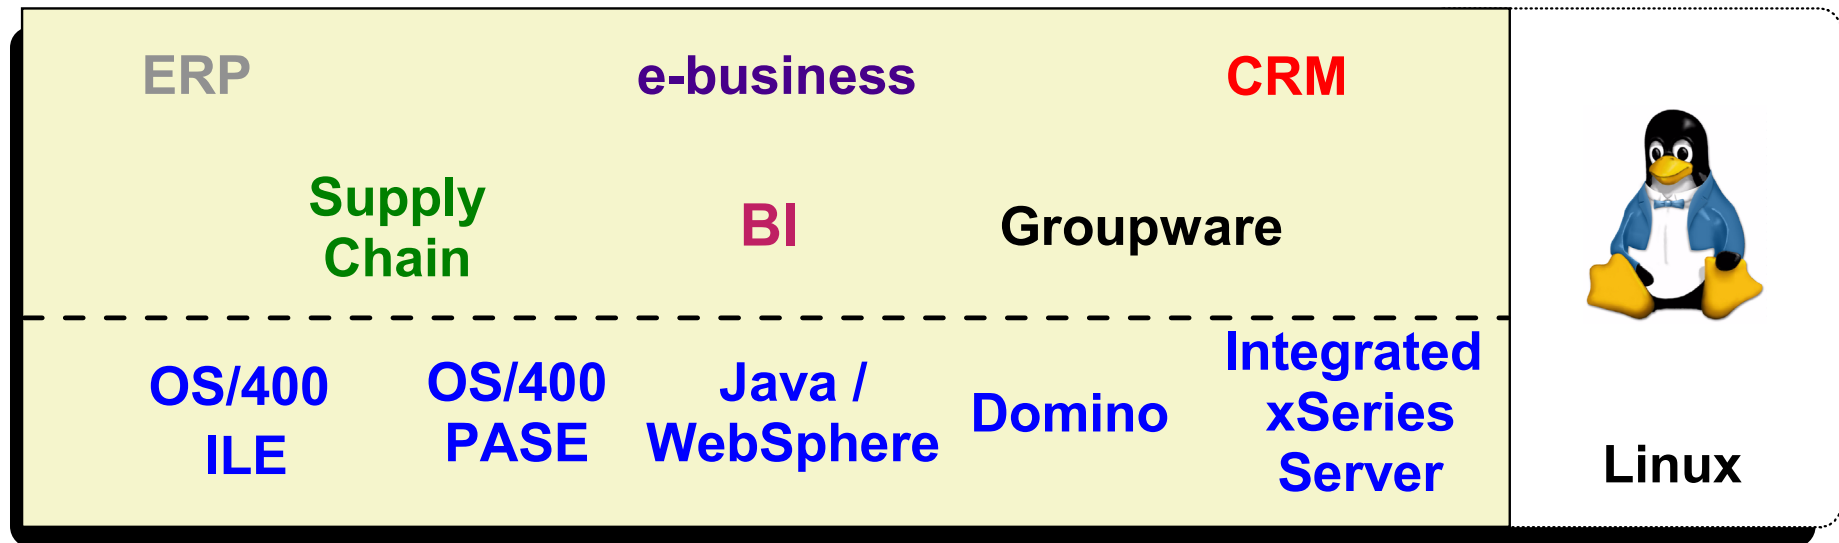 ERP
e-business
CRM
Supply
Chain
BI
Groupware
OS/400
ILE
OS/400
PASE
Java /
WebSphere
Domino
Integrated
xSeries
Server
Linux